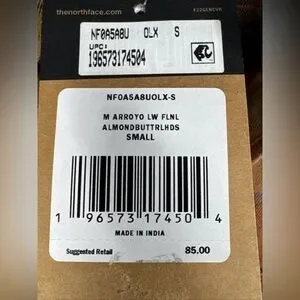 thenorthface.com
NF0A5A8U OLX S
UPC:
196573174504
NF0A5A8UOLX-S
M ARROYO LW FLNL
ALMONDBUTTRLHDS
SMALL
1 96573 17450 4
MADE IN INDIA
Suggested Retail 85.00